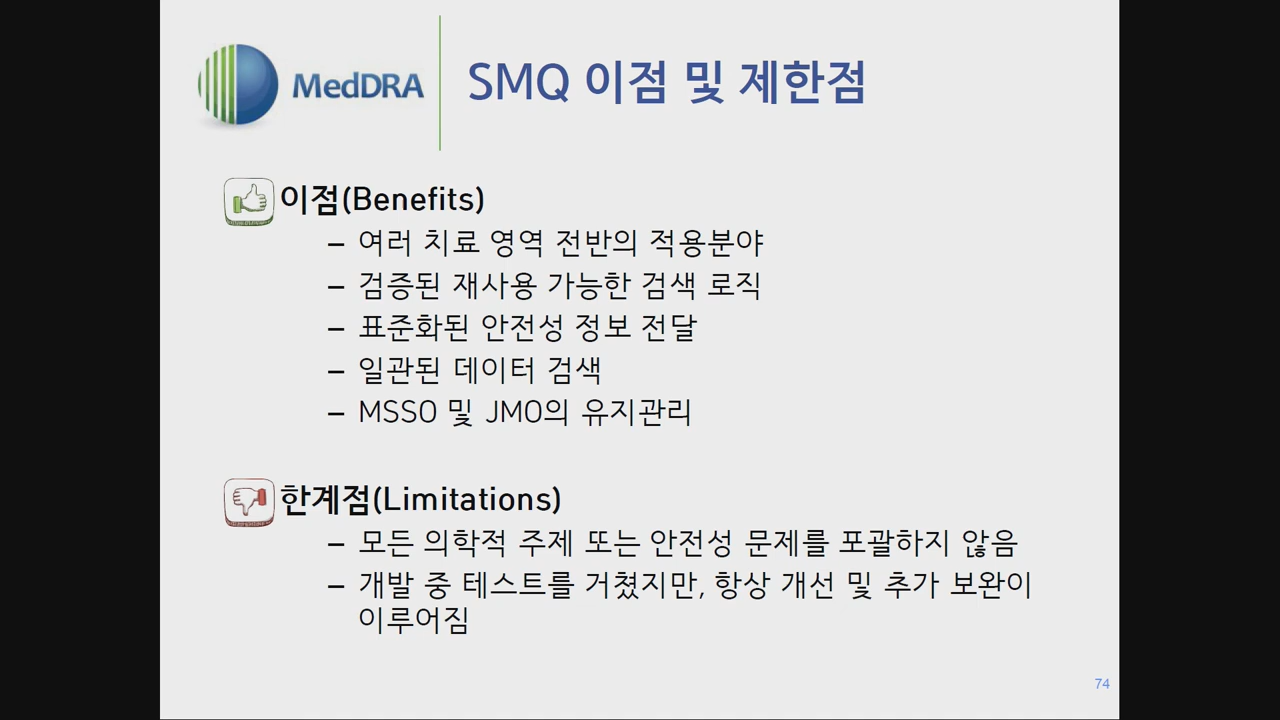 MedDRA
SMQ 이점 및 제한점
이점(Benefits)
– 여러 치료 영역 전반의 적용분야
– 검증된 재사용 가능한 검색 로직
– 표준화된 안전성 정보 전달
– 일관된 데이터 검색
– MSSO 및 JMO의 유지관리
한계점(Limitations)
– 모든 의학적 주제 또는 안전성 문제를 포괄하지 않음
– 개발 중 테스트를 거쳤지만, 항상 개선 및 추가 보완이
이루어짐
74